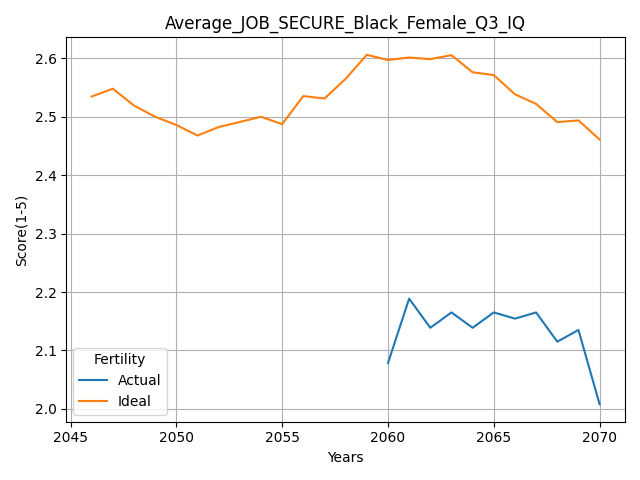 Average_JOB_SECURE_Black_Female_Q3_IQ
Score(1-5)
2.6
2.5
2.4
2.3
2.2
2.1
2.0
Fertility
Actual
Ideal
2045
2050
2055
2060
2065
2070
Years